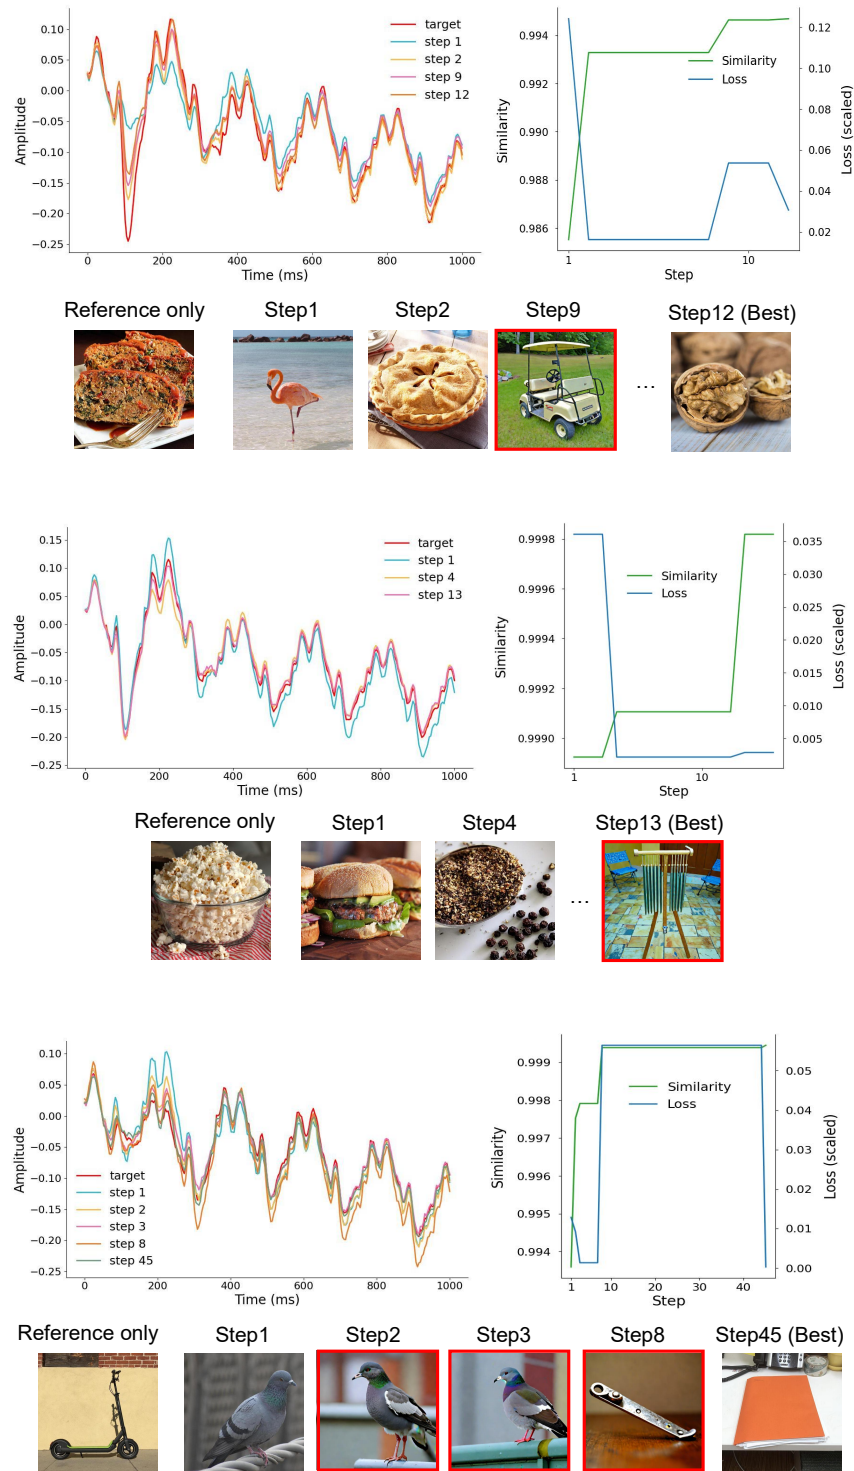 0.10
0.05
0.00
−0.05
−0.10
−0.15
−0.20
−0.25
Amplitude
0
200
400
600
800
1000
Time (ms)
target
step 1
step 2
step 9
step 12
0.994
0.992
0.990
0.988
0.986
Similarity
1
10
Step
0.12
0.10
0.08
0.06
0.04
0.02
Loss (scaled)
Similarity
Loss
Reference only
Step1
Step2
Step9
Step12 (Best)
...
0.15
0.10
0.05
0.00
−0.05
−0.10
−0.15
−0.20
−0.25
Amplitude
0
200
400
600
800
1000
Time (ms)
target
step 1
step 4
step 13
0.9998
0.9996
0.9994
0.9992
0.9990
Similarity
1
10
Step
0.035
0.030
0.025
0.020
0.015
0.010
0.005
Loss (scaled)
Similarity
Loss
Reference only
Step1
Step4
Step13 (Best)
...
0.10
0.05
0.00
−0.05
−0.10
−0.15
−0.20
−0.25
Amplitude
0
200
400
600
800
1000
Time (ms)
target
step 1
step 2
step 3
step 8
step 45
0.999
0.998
0.997
0.996
0.995
0.994
Similarity
1
10
20
30
40
Step
0.05
0.04
0.03
0.02
0.01
0.00
Loss (scaled)
Similarity
Loss
Reference only
Step1
Step2
Step3
Step8
Step45 (Best)